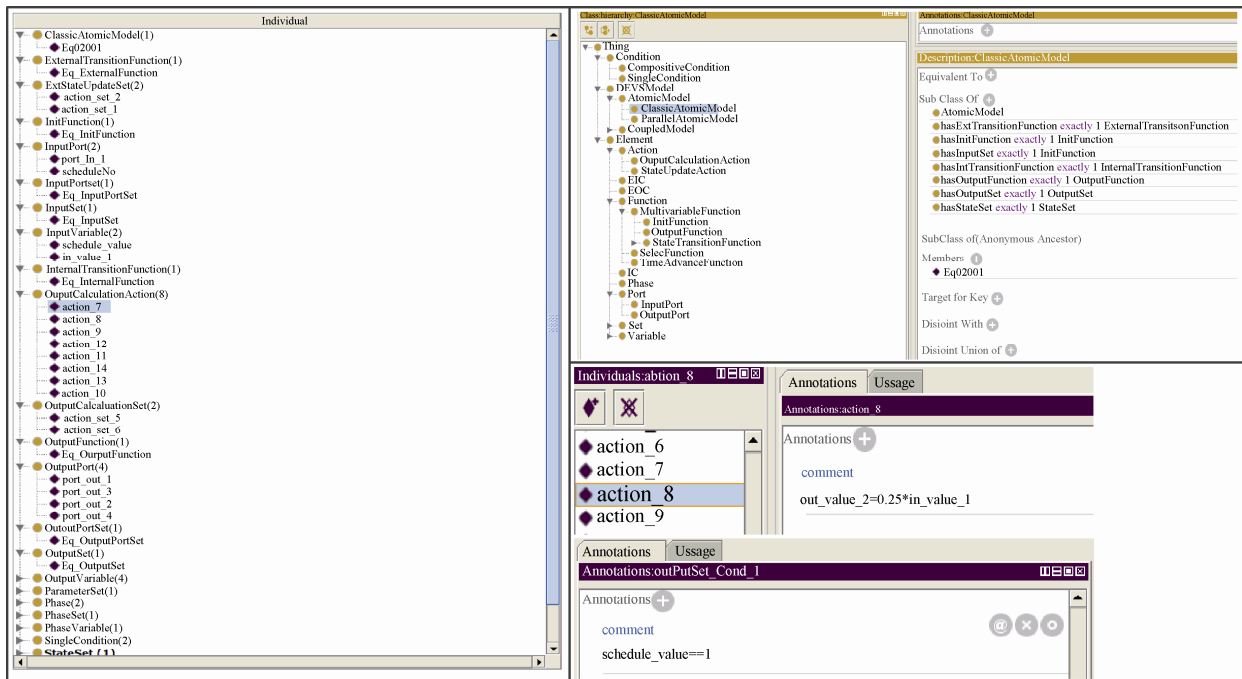 Individual
ClassicAtomicModel(1)
Eq02001
ExternalTransitionFunction(1)
Eq_ExternalFunction
ExtStateUpdateSet(2)
action_set_2
action_set_1
InitFunction(1)
Eq_InitFunction
InputPort(2)
port_In_1
scheduleNo
InputPortset(1)
Eq_InputPortSet
InputSet(1)
Eq_InputSet
InputVariable(2)
schedule_value
in_value_1
InternalTransitionFunction(1)
Eq_InternalFunction
OuputCalculationAction(8)
action_7
action_8
action_9
action_12
action_11
action_14
action_13
action_10
OutputCalcaluationSet(2)
action_set_5
action_set_6
OutputFunction(1)
Eq_OurputFunction
OutputPort(4)
port_out_1
port_out_3
port_out_2
port_out_4
OutoutPortSet(1)
Eq_OutputPortSet
OutputSet(1)
Eq_OutputSet
OutputVariable(4)
ParameterSet(1)
Phase(2)
PhaseSet(1)
PhaseVariable(1)
SingleCondition(2)
StateSet (1)
Class:hierarchy:ClassicAtomicModel
Thing
Condition
CompositiveCondition
SingleCondition
DEVSModel
AtomicModel
ClassicAtomicModel
ParallelAtomicModel
CoupledModel
Element
Action
OuputCalculationAction
StateUpdateAction
EIC
EOC
Function
MultivariableFunction
InitFunction
OutputFunction
StateTransitionFunction
SelecFunction
TimeAdvanceFunction
IC
Phase
Port
InputPort
OutputPort
Set
Variable
Annotations:ClassicAtomicModel
Annotations
Description:ClassicAtomicModel
Equivalent To
Sub Class Of
AtomicModel
hasExtTransitionFunction exactly 1 ExternalTransitsonFunction
hasInitFunction exactly 1 InitFunction
hasInputSet exactly 1 InitFunction
hasIntTransitionFunction exactly 1 InternalTransitionFunction
hasOutputFunction exactly 1 OutputFunction
hasOutputSet exactly 1 OutputSet
hasStateSet exactly 1 StateSet
SubClass of(Anonymous Ancestor)
Members
Eq02001
Target for Key
Disioint With
Disioint Union of
Individuals:abtion_8
action_6
action_7
action_8
action_9
Annotations Ussage
Annotations:action_8
Annotations
comment
out_value_2=0.25*in_value_1
Annotations Ussage
Annotations:outPutSet_Cond_1
Annotations
comment
schedule_value==1